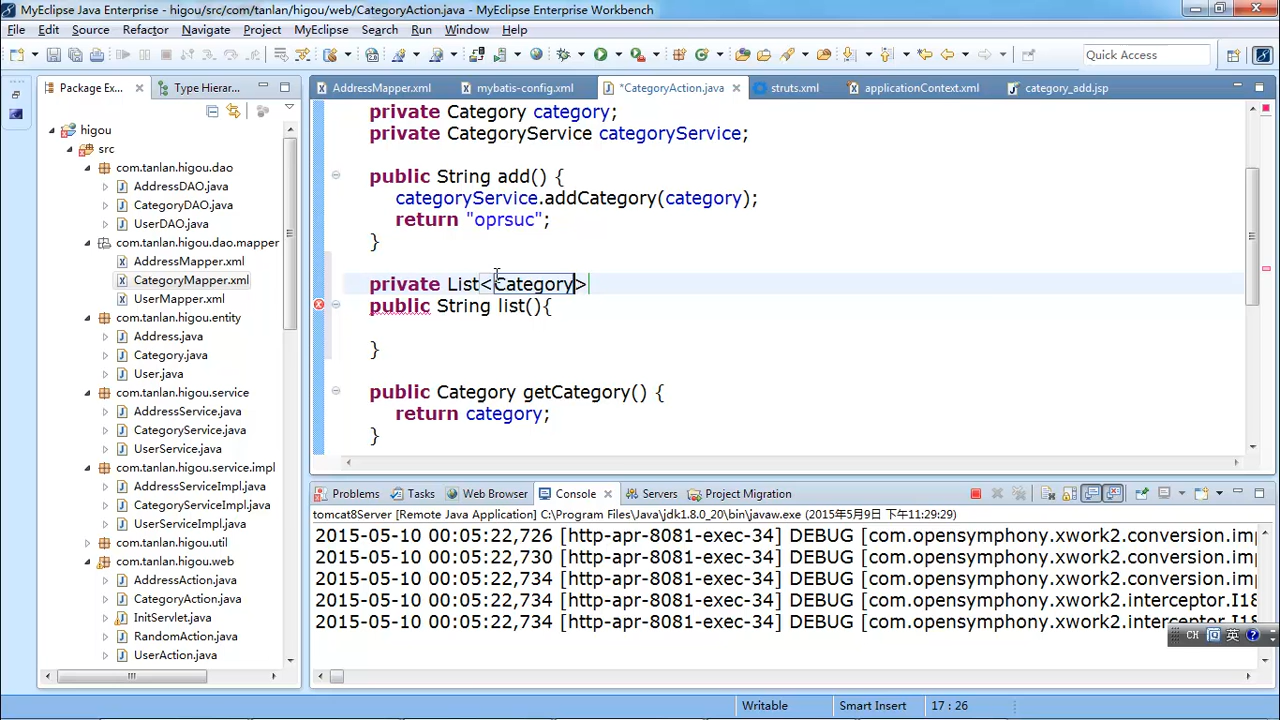 MyEclipse Java Enterprise - higou/src/com/tanlan/higou/web/CategoryAction.java - MyEclipse Enterprise Workbench
File Edit Source Refactor Navigate Project MyEclipse Search Run Window Help
Quick Access
Package Ex... Type Hierar...
AddressMapper.xml mybatis-config.xml *CategoryAction.java struts.xml applicationContext.xml category_add.jsp
higou
src
com.tanlan.higou.dao
AddressDAO.java
CategoryDAO.java
UserDAO.java
com.tanlan.higou.dao.mapper
AddressMapper.xml
CategoryMapper.xml
UserMapper.xml
com.tanlan.higou.entity
Address.java
Category.java
User.java
com.tanlan.higou.service
AddressService.java
CategoryService.java
UserService.java
com.tanlan.higou.service.impl
AddressServiceImpl.java
CategoryServiceImpl.java
UserServiceImpl.java
com.tanlan.higou.util
com.tanlan.higou.web
AddressAction.java
CategoryAction.java
InitServlet.java
RandomAction.java
UserAction.java
private Category category;
private CategoryService categoryService;
public String add() {
categoryService.addCategory(category);
return "oprsuc";
}
private List<Category>
public String list(){
}
public Category getCategory() {
return category;
}
Problems Tasks Web Browser Console Servers Project Migration
tomcat8Server [Remote Java Application] C:\Program Files\Java\jdk1.8.0_20\bin\javaw.exe (2015年5月9日 下午11:29:29)
2015-05-10 00:05:22,726 [http-apr-8081-exec-34] DEBUG [com.opensymphony.xwork2.conversion.imp
2015-05-10 00:05:22,730 [http-apr-8081-exec-34] DEBUG [com.opensymphony.xwork2.conversion.imp
2015-05-10 00:05:22,734 [http-apr-8081-exec-34] DEBUG [com.opensymphony.xwork2.conversion.imp
2015-05-10 00:05:22,734 [http-apr-8081-exec-34] DEBUG [com.opensymphony.xwork2.interceptor.I18
2015-05-10 00:05:22,734 [http-apr-8081-exec-34] DEBUG [com.opensymphony.xwork2.interceptor.I18
CH 英
Writable Smart Insert 17 : 26